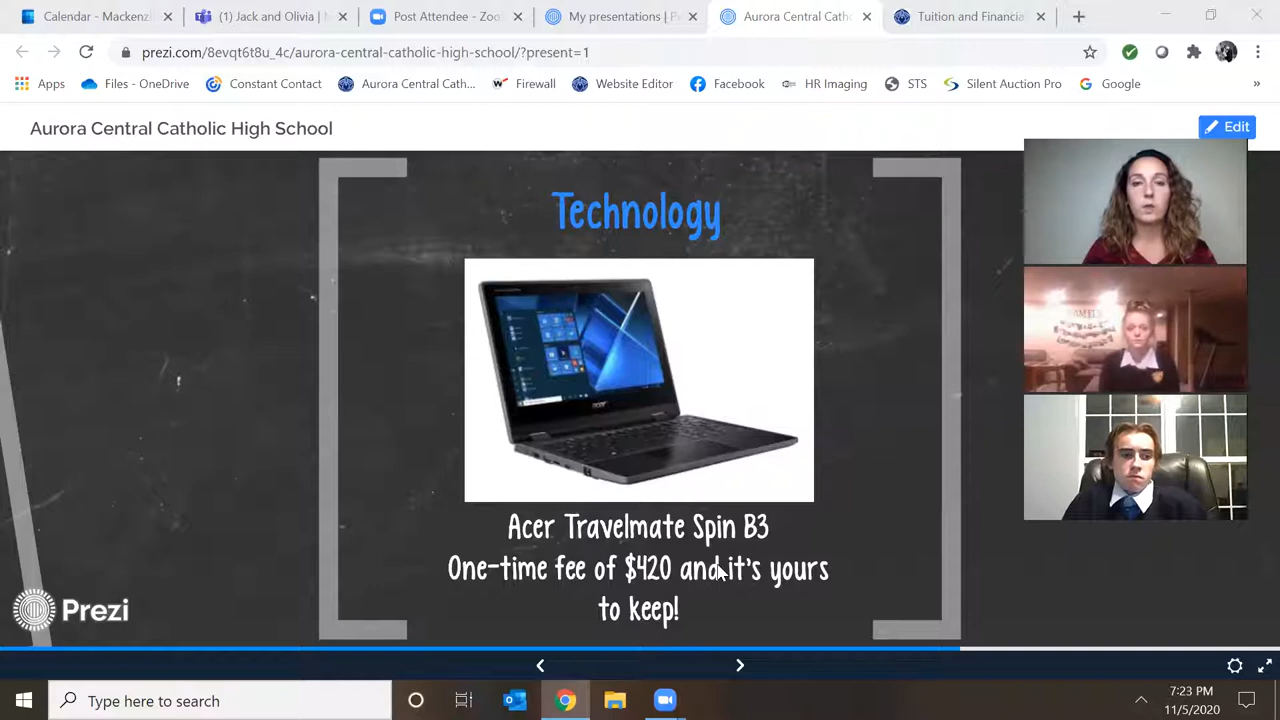 Calendar - Mackenzi
(1) Jack and Olivia |
Post Attendee - Zoo
My presentations |
Aurora Central Catho
Tuition and Financia
prezi.com/8evqt6t8u_4c/aurora-central-catholic-high-school/?present=1
Apps
Files - OneDrive
Constant Contact
Aurora Central Cath...
Firewall
Website Editor
Facebook
HR Imaging
STS
Silent Auction Pro
Google
»
Aurora Central Catholic High School
Edit
Technology
acer
Acer Travelmate Spin B3
One-time fee of $420 and it's yours
to keep!
Prezi
Type here to search
7:23 PM
11/5/2020